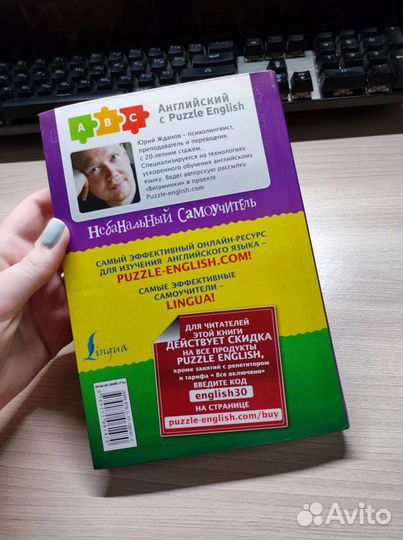 A B C
Английский
с Puzzle English
Юрий Жданов – психолингвист,
преподаватель и переводчик
с 20-летним стажем.
Специализируется на технологиях
ускоренного обучения английскому
языку. Ведет авторскую рассылку
«Витаминки» в проекте
Puzzle-english.com
Небанальный самоучитель
САМЫЙ ЭФФЕКТИВНЫЙ ОНЛАЙН-РЕСУРС
ДЛЯ ИЗУЧЕНИЯ АНГЛИЙСКОГО ЯЗЫКА –
PUZZLE-ENGLISH.COM!
САМЫЕ ЭФФЕКТИВНЫЕ
САМОУЧИТЕЛИ –
LINGUA!
Lingua
www.ast.ru
ДЛЯ ЧИТАТЕЛЕЙ
ЭТОЙ КНИГИ
ДЕЙСТВУЕТ СКИДКА
НА ВСЕ ПРОДУКТЫ
PUZZLE ENGLISH,
кроме занятий с репетитором
и тарифа «Все включено»
ВВЕДИТЕ КОД
english30
НА СТРАНИЦЕ
puzzle-english.com/buy
Avito